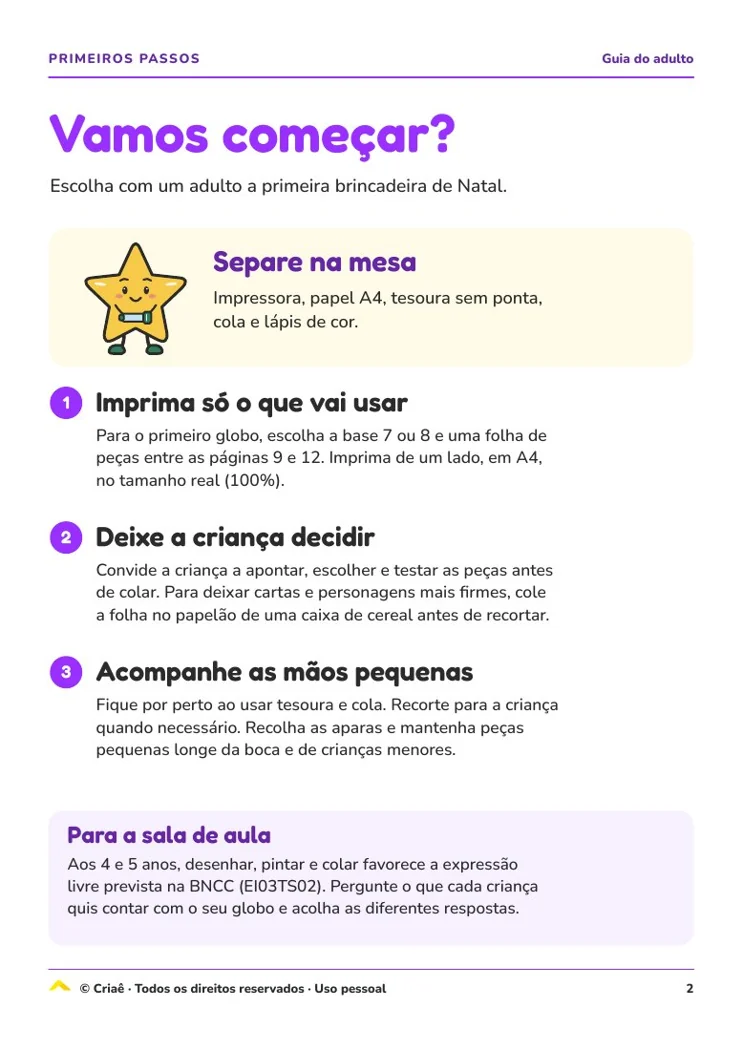 PRIMEIROS PASSOS
Guia do adulto
Vamos começar?
Escolha com um adulto a primeira brincadeira de Natal.
Separe na mesa
Impressora, papel A4, tesoura sem ponta,
cola e lápis de cor.
1 Imprima só o que vai usar
Para o primeiro globo, escolha a base 7 ou 8 e uma folha de
peças entre as páginas 9 e 12. Imprima de um lado, em A4,
no tamanho real (100%).
2 Deixe a criança decidir
Convide a criança a apontar, escolher e testar as peças antes
de colar. Para deixar cartas e personagens mais firmes, cole
a folha no papelão de uma caixa de cereal antes de recortar.
3 Acompanhe as mãos pequenas
Fique por perto ao usar tesoura e cola. Recorte para a criança
quando necessário. Recolha as aparas e mantenha peças
pequenas longe da boca e de crianças menores.
Para a sala de aula
Aos 4 e 5 anos, desenhar, pintar e colar favorece a expressão
livre prevista na BNCC (EI03TS02). Pergunte o que cada criança
quis contar com o seu globo e acolha as diferentes respostas.
© Criaê · Todos os direitos reservados · Uso pessoal
2